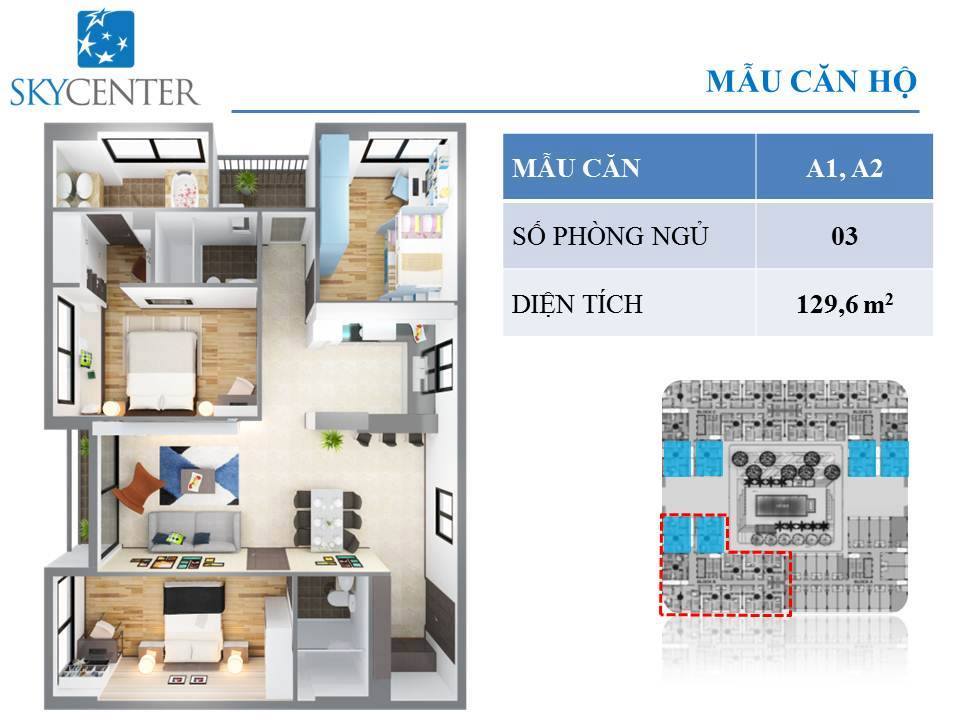 SKYCENTER
MẪU CĂN HỘ
MẪU CĂN A1, A2
SỐ PHÒNG NGỦ 03
DIỆN TÍCH 129,6 m²